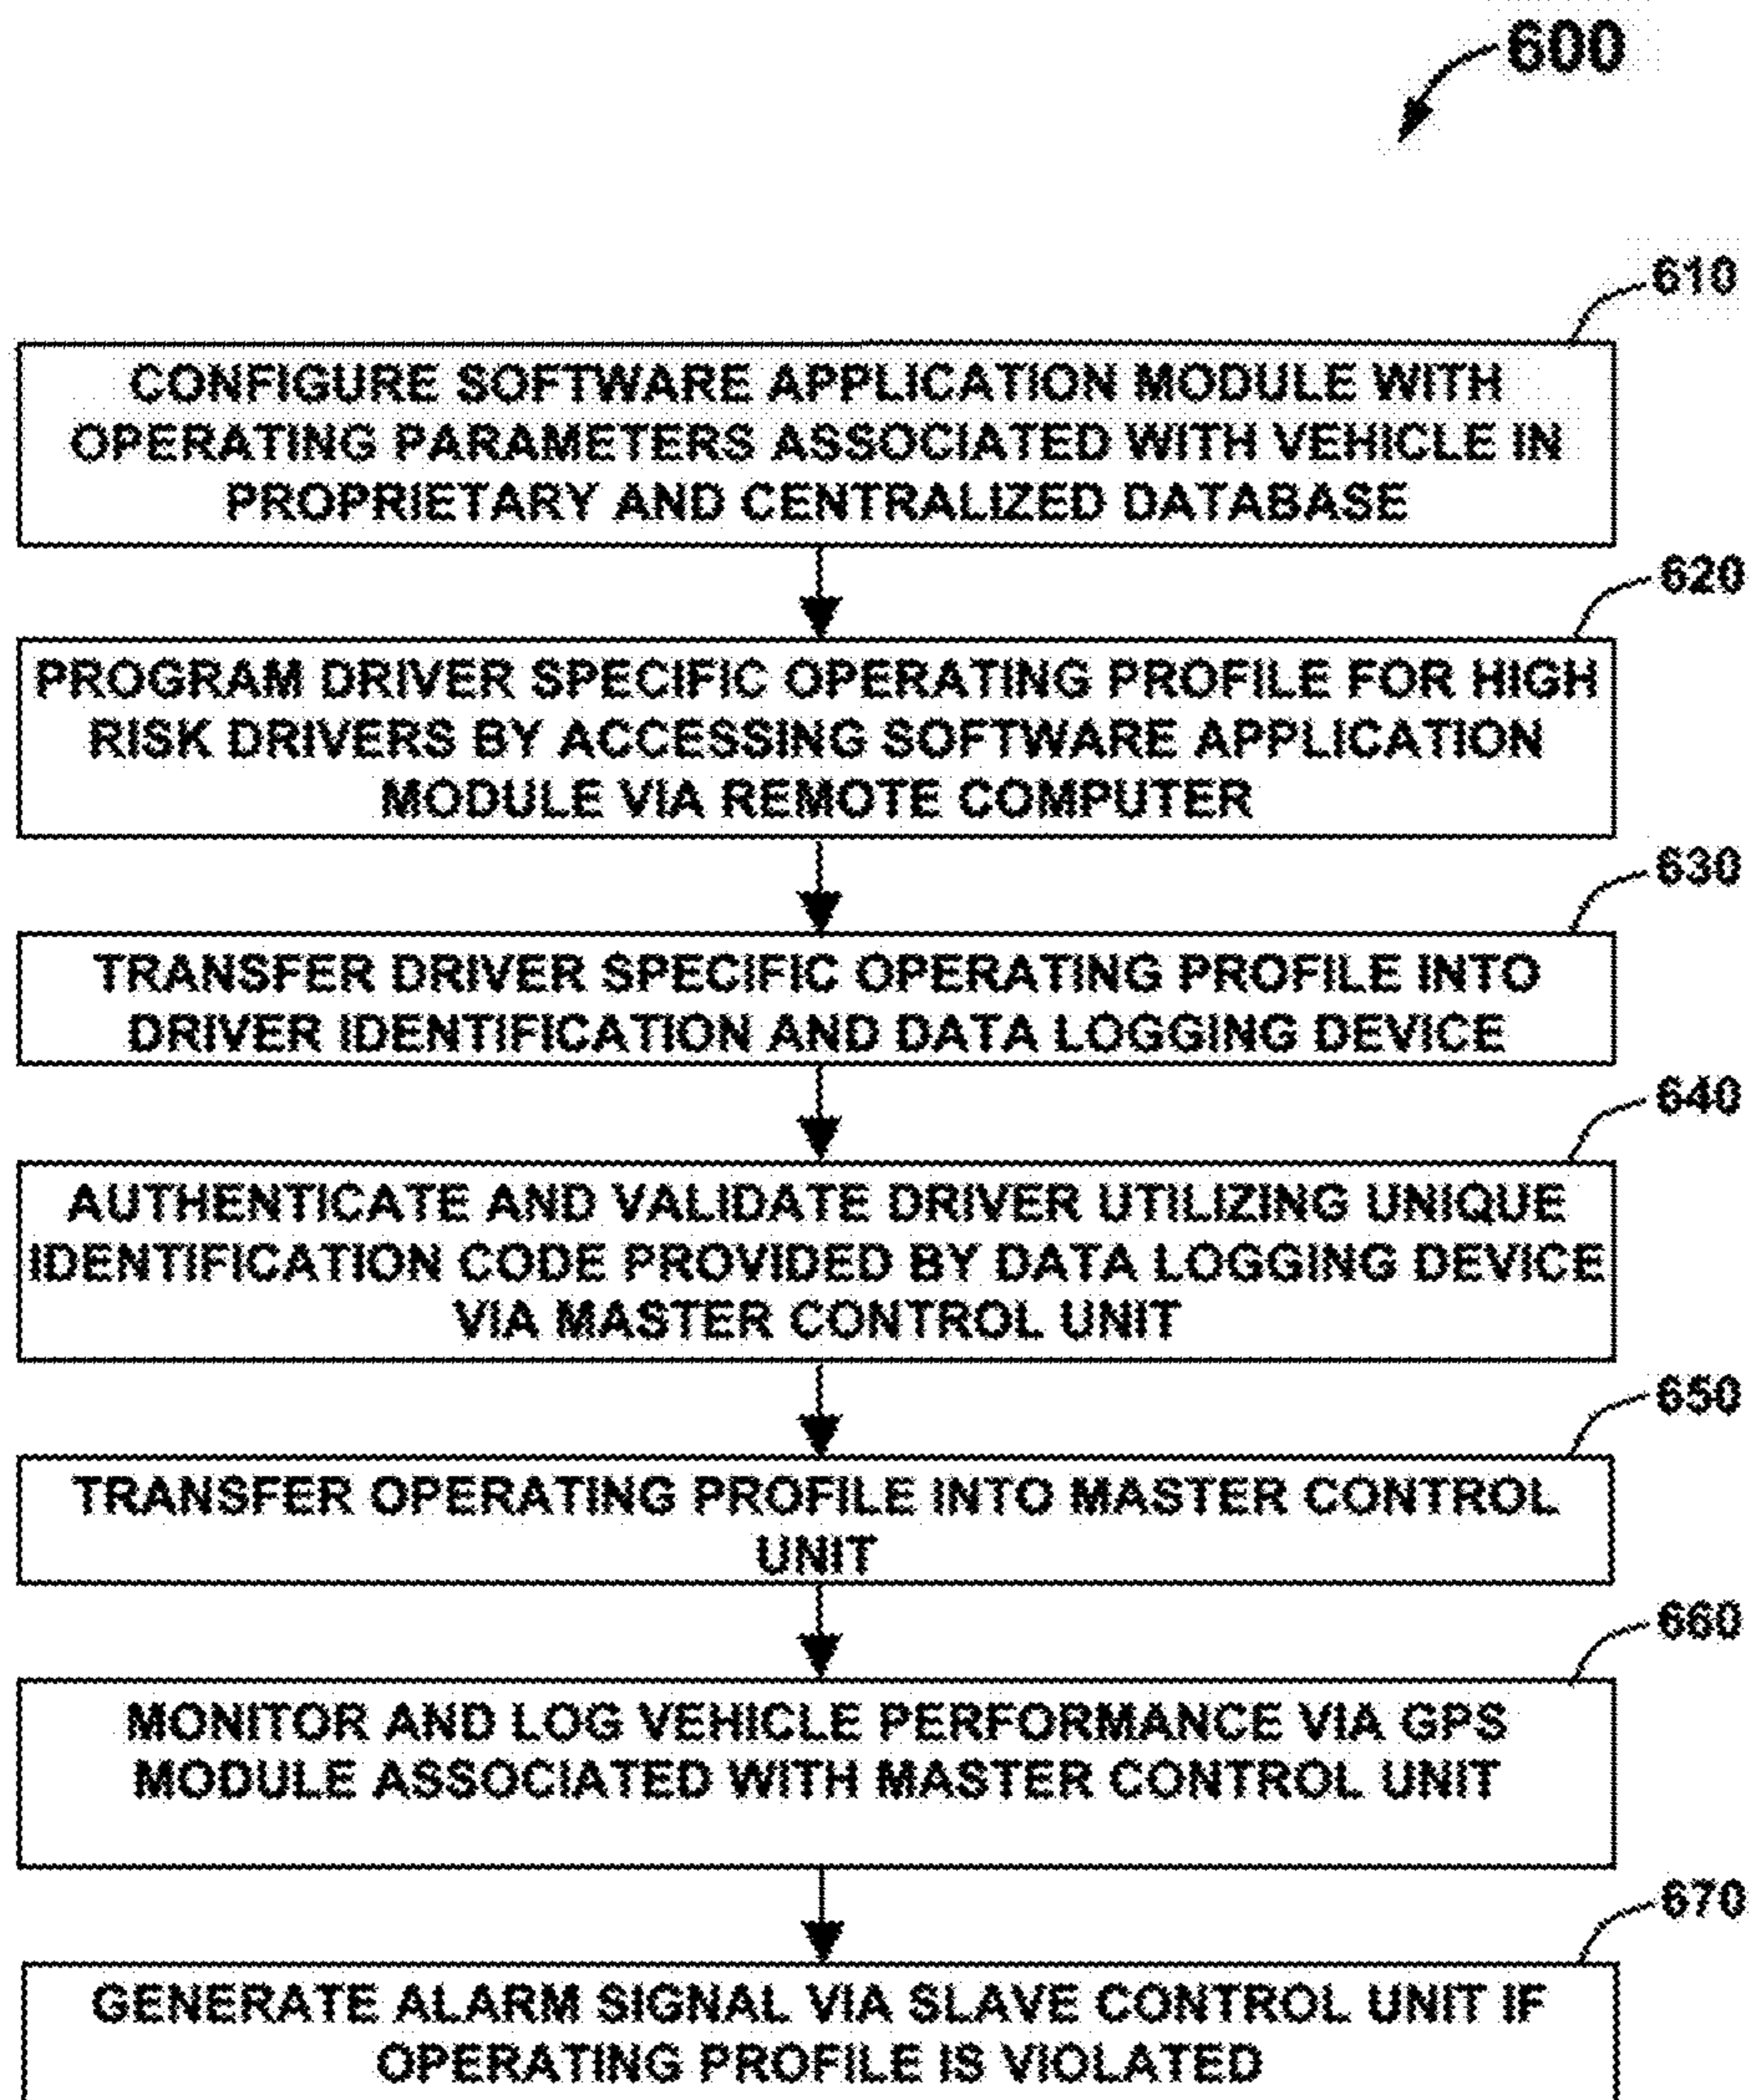 600
610
CONFIGURE SOFTWARE APPLICATION MODULE WITH
OPERATING PARAMETERS ASSOCIATED WITH VEHICLE IN
PROPRIETARY AND CENTRALIZED DATABASE
620
PROGRAM DRIVER SPECIFIC OPERATING PROFILE FOR HIGH
RISK DRIVERS BY ACCESSING SOFTWARE APPLICATION
MODULE VIA REMOTE COMPUTER
630
TRANSFER DRIVER SPECIFIC OPERATING PROFILE INTO
DRIVER IDENTIFICATION AND DATA LOGGING DEVICE
640
AUTHENTICATE AND VALIDATE DRIVER UTILIZING UNIQUE
IDENTIFICATION CODE PROVIDED BY DATA LOGGING DEVICE
VIA MASTER CONTROL UNIT
650
TRANSFER OPERATING PROFILE INTO MASTER CONTROL
UNIT
660
MONITOR AND LOG VEHICLE PERFORMANCE VIA GPS
MODULE ASSOCIATED WITH MASTER CONTROL UNIT
670
GENERATE ALARM SIGNAL VIA SLAVE CONTROL UNIT IF
OPERATING PROFILE IS VIOLATED